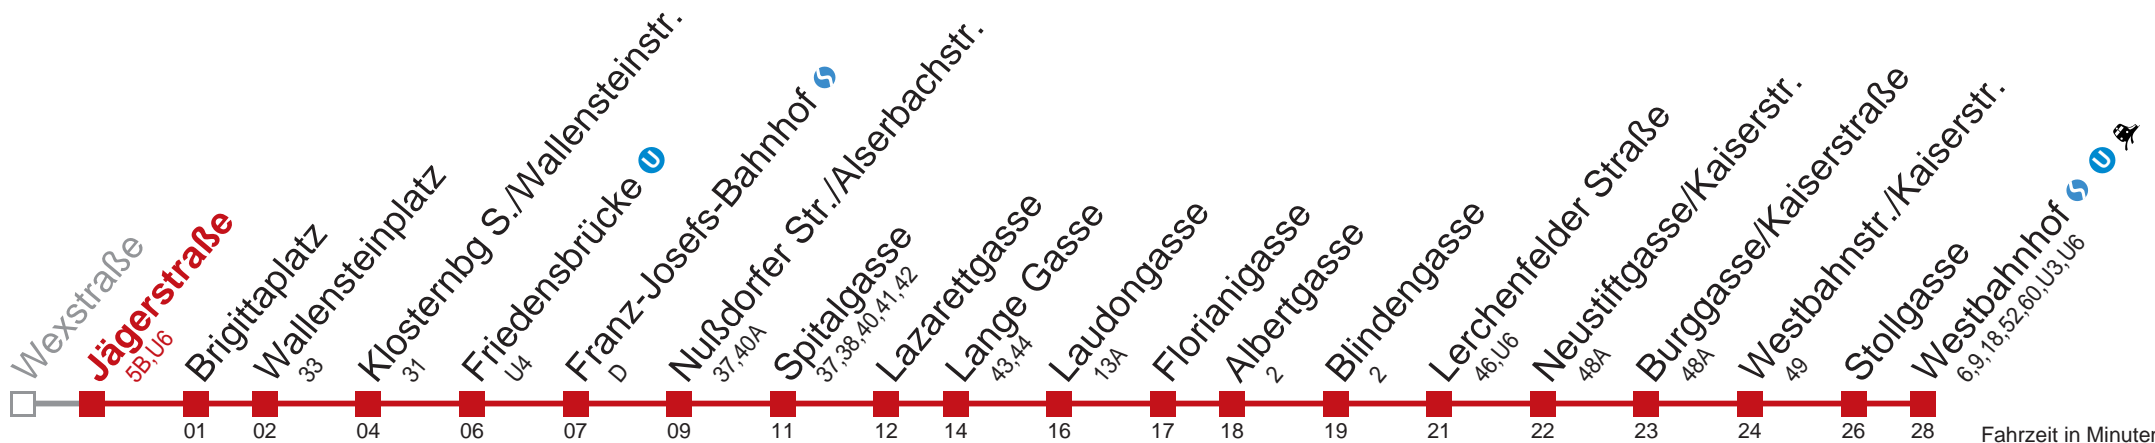 Wexstraße
Jägerstraße
5B,U6
Brigittaplatz
Wallensteinplatz
33
Klosternbg S./Wallensteinstr.
31
Friedensbrücke U
U4
Franz-Josefs-Bahnhof
D
Nußdorfer Str./Alserbachstr.
37,40A
Spitalgasse
37,38,40,41,42
Lazarettgasse
Lange Gasse
43,44
Laudongasse
13A
Florianigasse
Albertgasse
2
Blindengasse
2
Lerchenfelder Straße
46,U6
Neustiftgasse/Kaiserstr.
48A
Burggasse/Kaiserstraße
48A
Westbahnstr./Kaiserstr.
49
Stollgasse
Westbahnhof U
6,9,18,52,60,U3,U6
01 02 04 06 07 09 11 12 14 16 17 18 19 21 22 23 24 26 28
Fahrzeit in Minuten